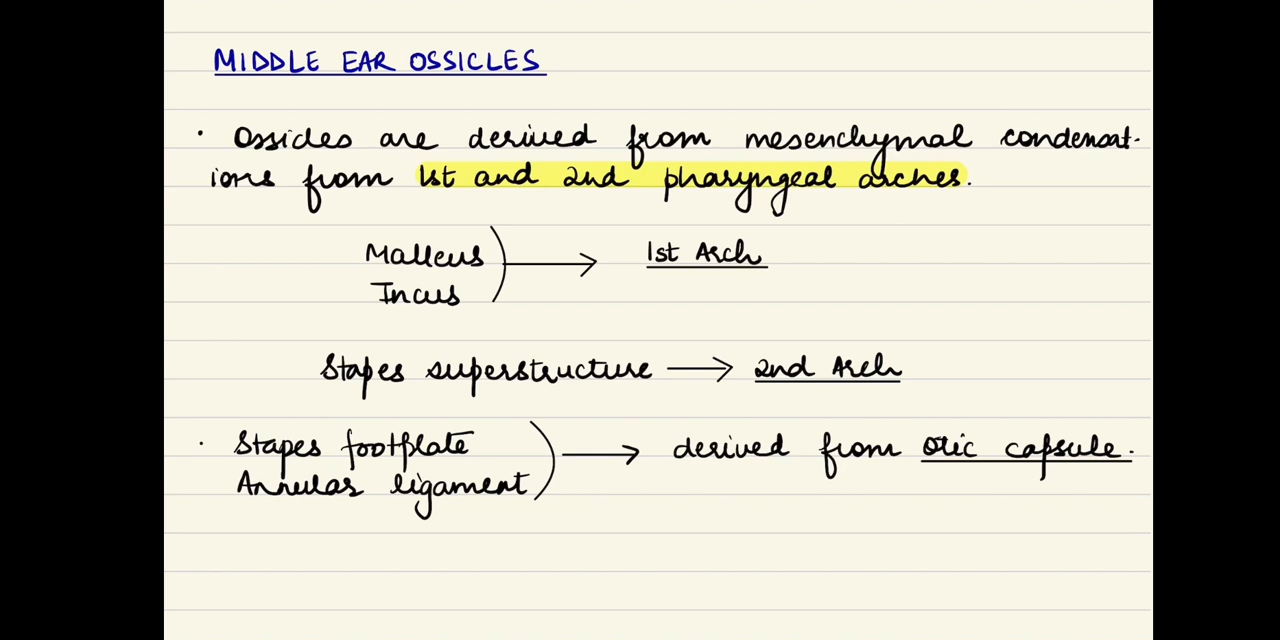 MIDDLE EAR OSSICLES
• Ossicles are derived from mesenchymal condensat-
ions from 1st and 2nd pharyngeal arches.
Malleus
Incus → 1st Arch
Stapes superstructure → 2nd Arch
• Stapes footplate
Annular ligament → derived from otic capsule.